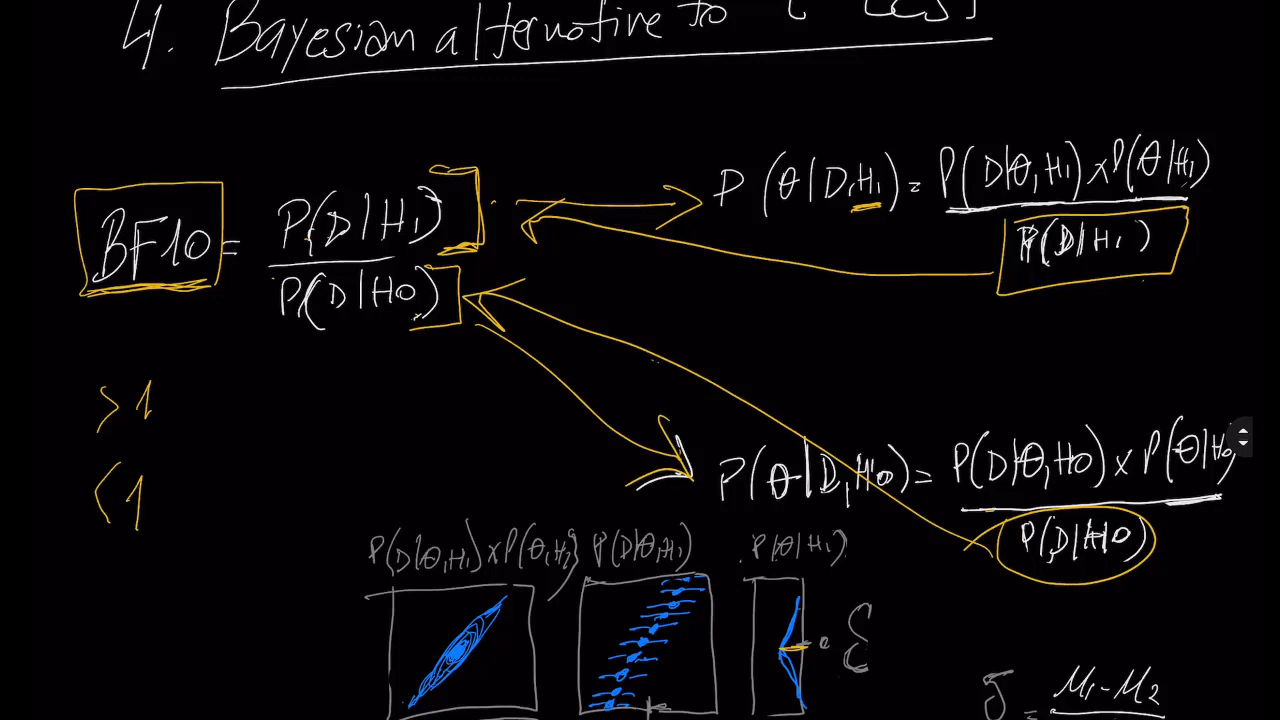 4. Bayesian alternative to t test
BF10 = P(D|H1) / P(D|H0)
P(θ|D,H1) = P(D|θ,H1) x P(θ|H1) / P(D|H1)
>1
<1
P(θ|D,H0) = P(D|θ,H0) x P(θ|H0) / P(D|H0)
P(D|θ,H1) x P(θ,H1) P(D|θ,H1) P(θ|H1)
μ1-μ2